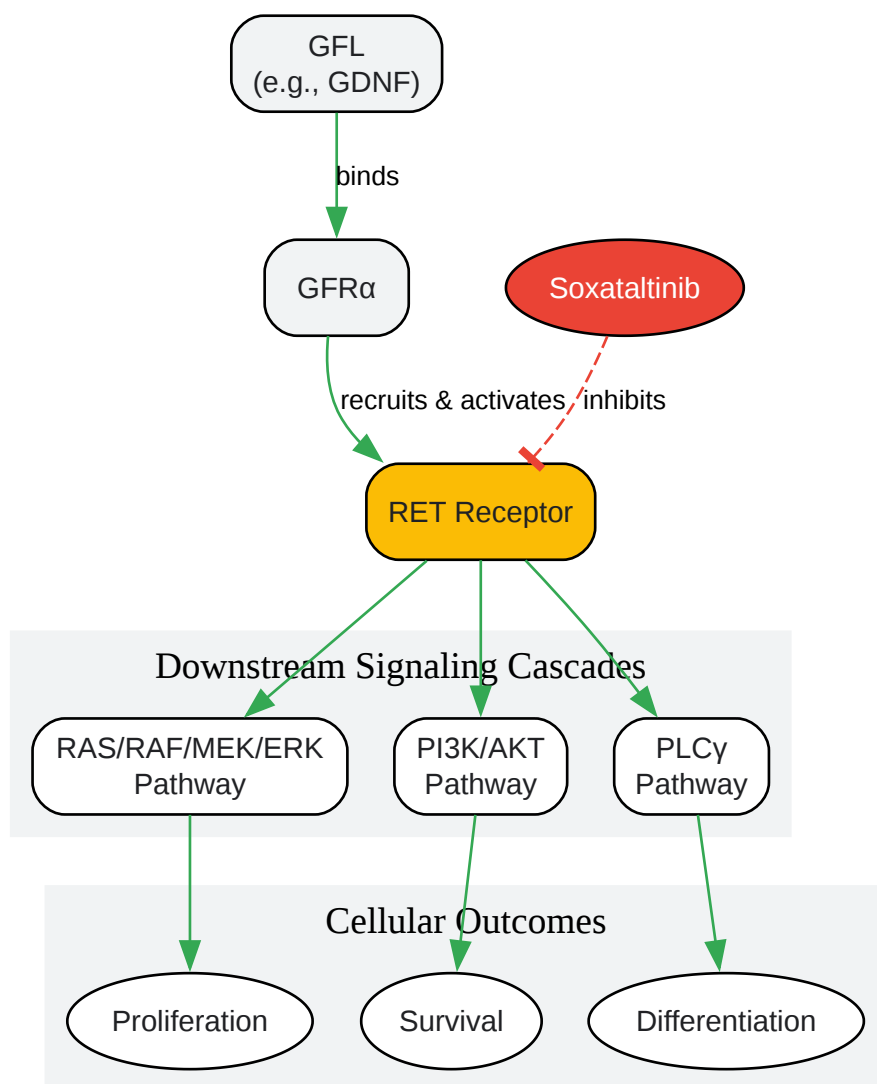 GFL
(e.g., GDNF)
binds
GFRα
Soxataltinib
recruits & activates
inhibits
RET Receptor
Downstream Signaling Cascades
RAS/RAF/MEK/ERK
Pathway
PI3K/AKT
Pathway
PLCγ
Pathway
Cellular Outcomes
Proliferation
Survival
Differentiation